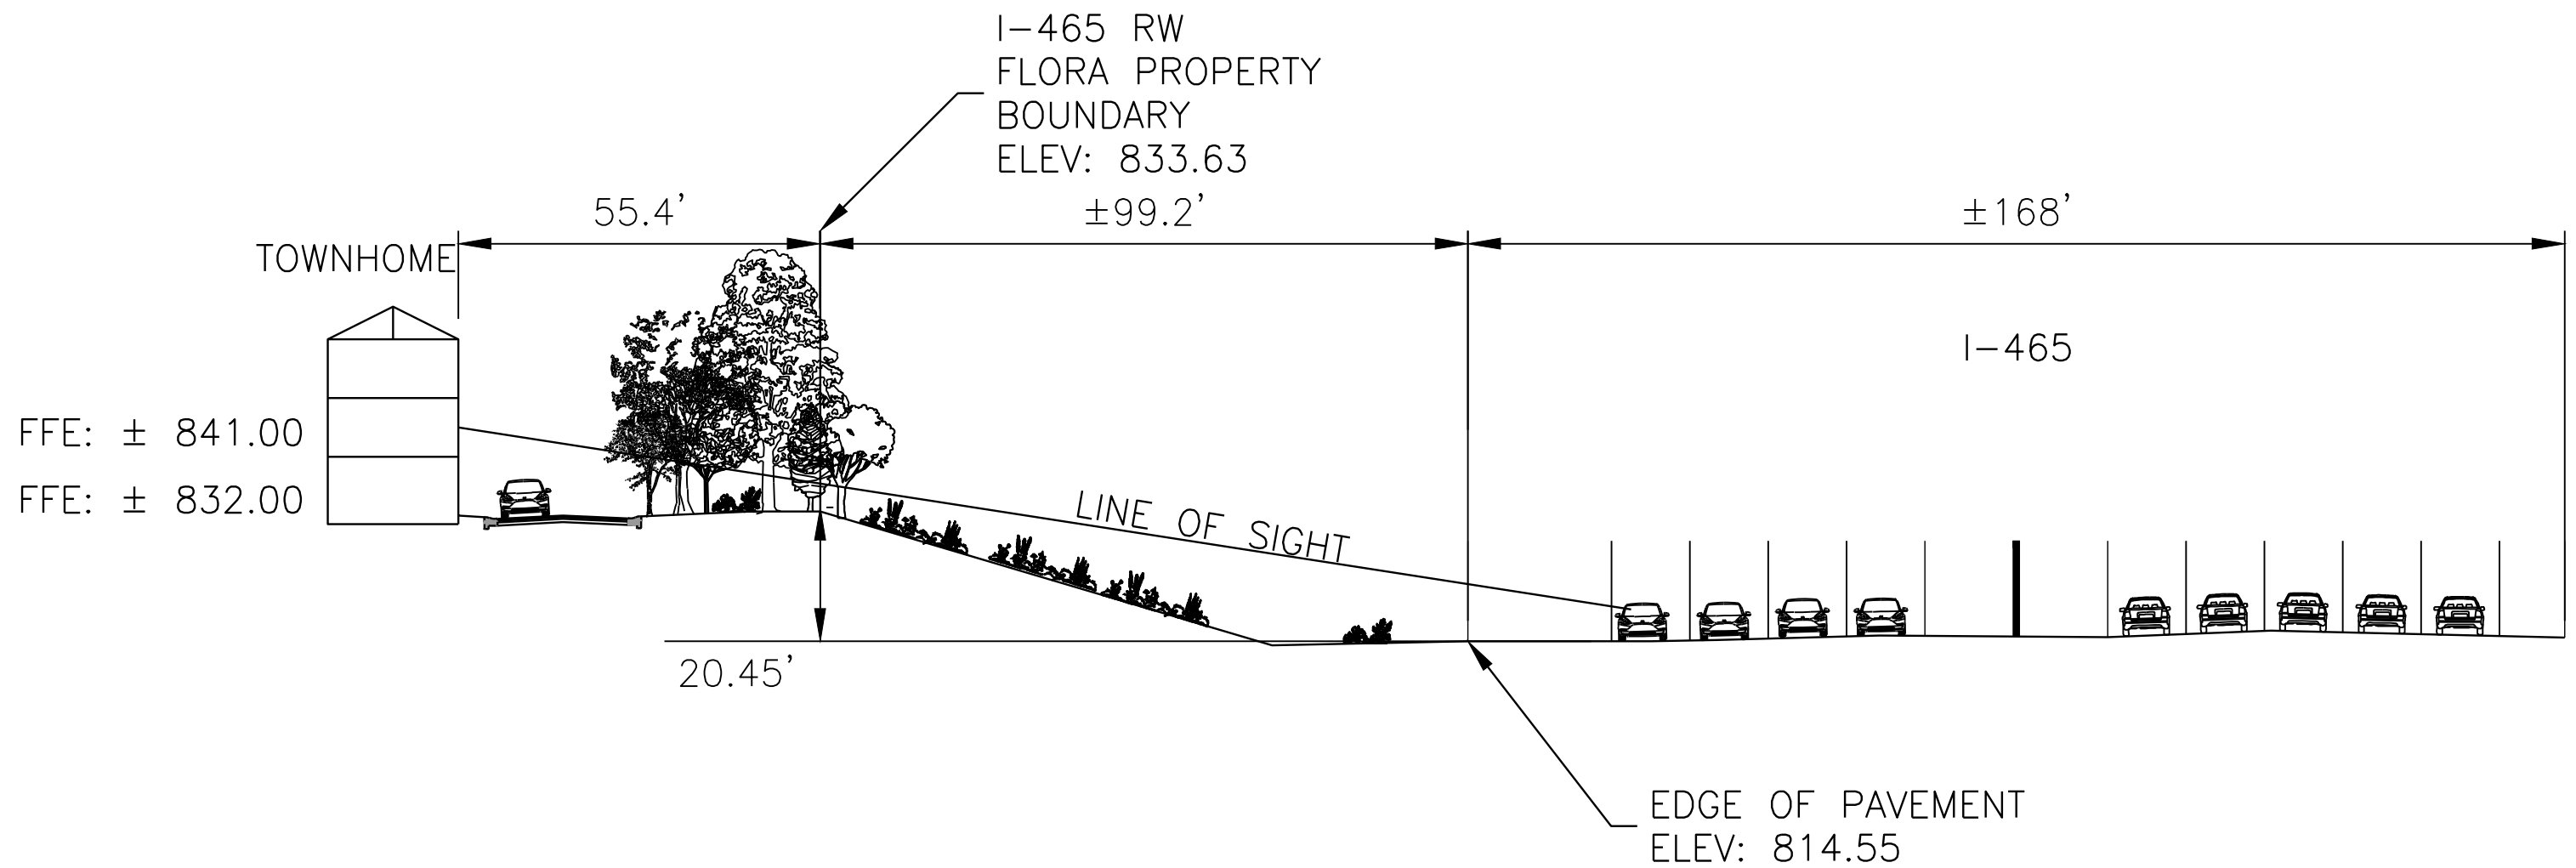 I-465 RW
FLORA PROPERTY
BOUNDARY
ELEV: 833.63
55.4'
±99.2'
±168'
TOWNHOME
I-465
FFE: ± 841.00
FFE: ± 832.00
LINE OF SIGHT
20.45'
EDGE OF PAVEMENT
ELEV: 814.55